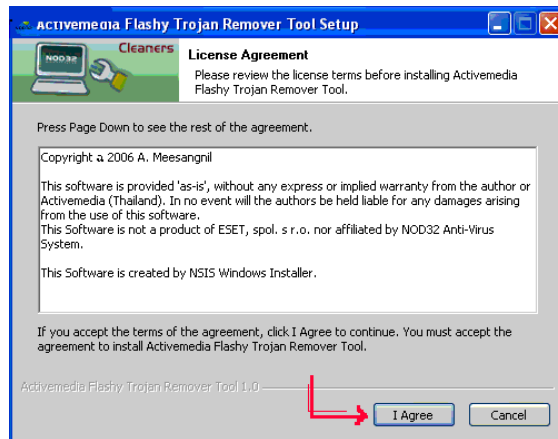 Activemedia Flashy Trojan Remover Tool Setup
NOD32
Cleaners
License Agreement
Please review the license terms before installing Activemedia
Flashy Trojan Remover Tool.
Press Page Down to see the rest of the agreement.
Copyright a 2006 A. Meesangnil
This software is provided 'as-is', without any express or implied warranty from the author or
Activemedia (Thailand). In no event will the authors be held liable for any damages arising
from the use of this software.
This Software is not a product of ESET, spol. s r.o. nor affiliated by NOD32 Anti-Virus
System.
This Software is created by NSIS Windows Installer.
If you accept the terms of the agreement, click I Agree to continue. You must accept the
agreement to install Activemedia Flashy Trojan Remover Tool.
Activemedia Flashy Trojan Remover Tool 1.0
I Agree
Cancel